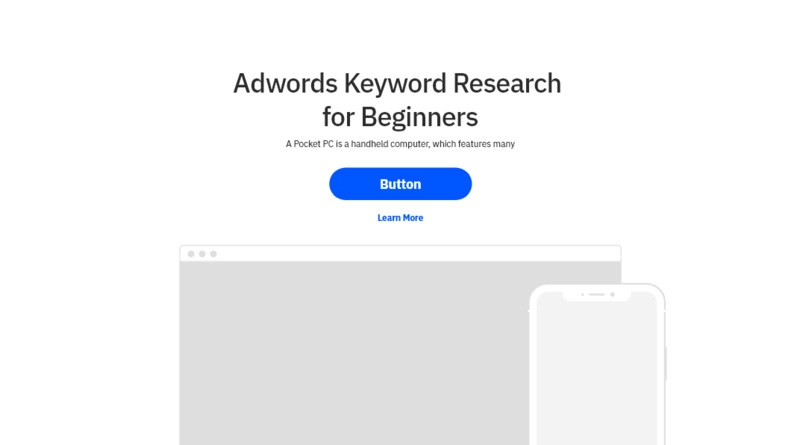 Adwords Keyword Research
for Beginners
A Pocket PC is a handheld computer, which features many
Button
Learn More